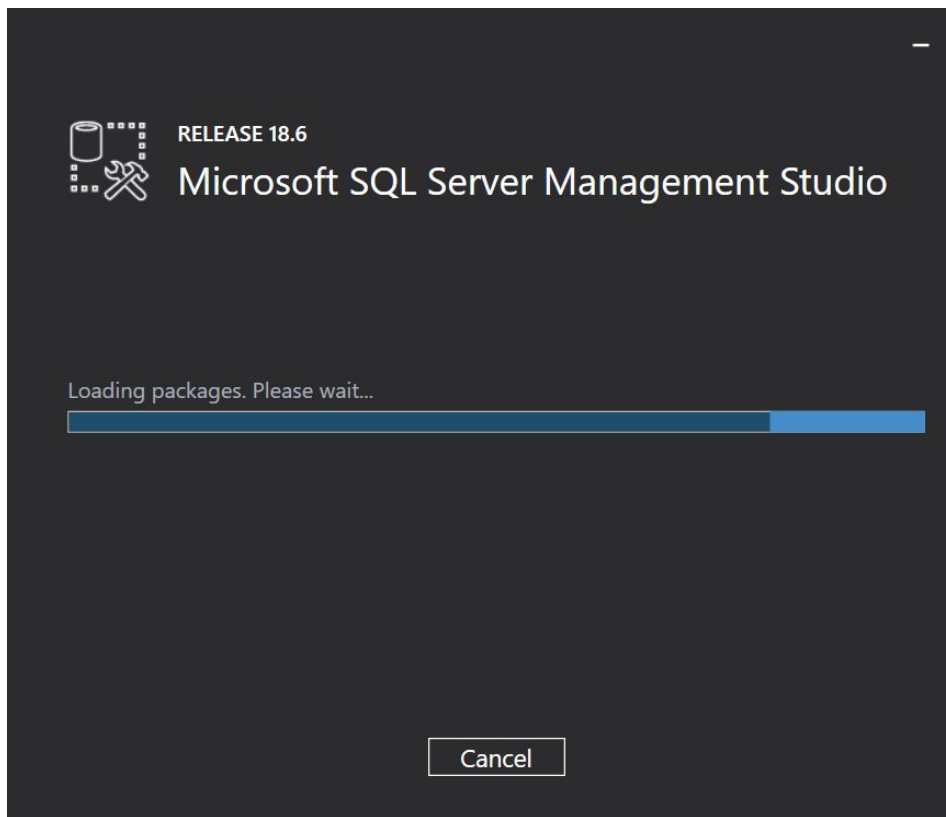 RELEASE 18.6
Microsoft SQL Server Management Studio
Loading packages. Please wait...
Cancel